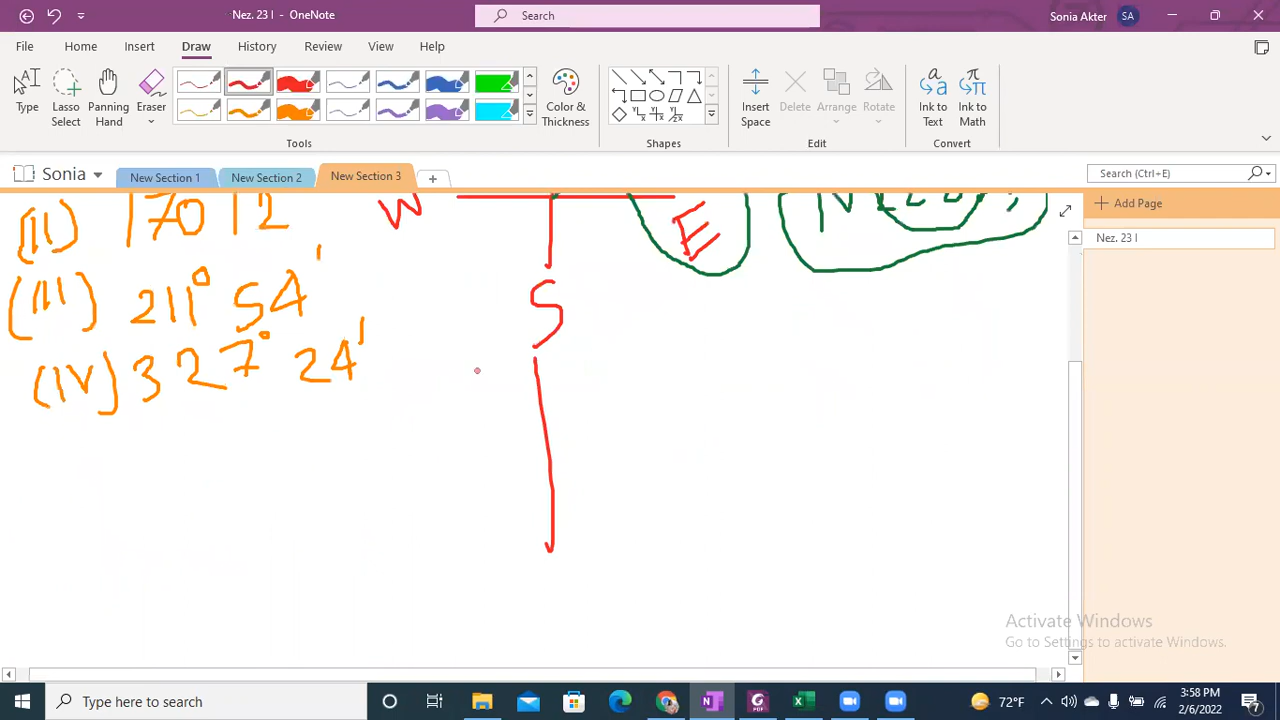 Nez. 23 I - OneNote
Search
Sonia Akter
SA
File Home Insert Draw History Review View Help
Type
Lasso Select
Panning Hand
Eraser
Color & Thickness
Insert Space
Delete
Arrange
Rotate
Ink to Text
Ink to Math
Tools
Shapes
Edit
Convert
Sonia
New Section 1
New Section 2
New Section 3
Search (Ctrl+E)
Add Page
Nez. 23 I
(II) 170 12
W
E
N
(III) 211° 54'
S
(IV) 327° 24'
Activate Windows
Go to Settings to activate Windows.
Type here to search
72°F
3:58 PM
2/6/2022